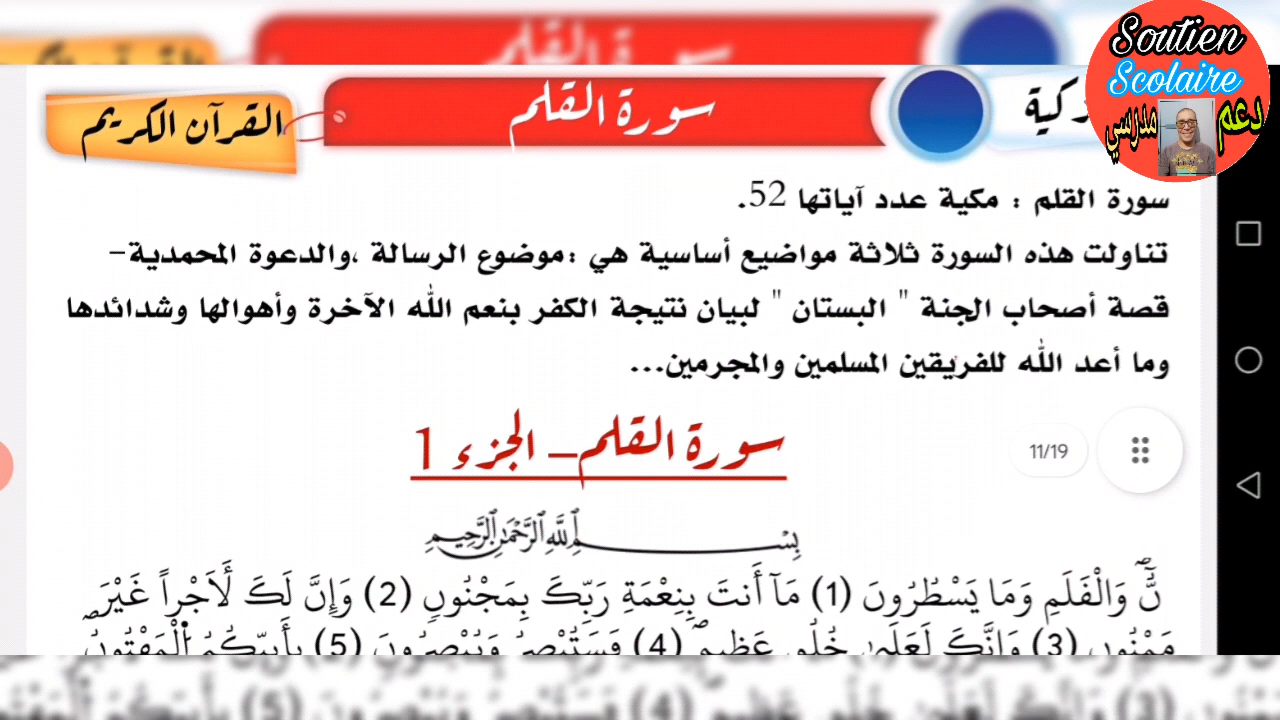 Soutien
Scolaire
دعم مدرسي
سورة القلم
القرآن الكريم
سورة القلم : مكية عدد آياتها 52.
تناولت هذه السورة ثلاثة مواضيع أساسية هي :موضوع الرسالة ،والدعوة المحمدية-
قصة أصحاب الجنة " البستان " لبيان نتيجة الكفر بنعم الله الآخرة وأهوالها وشدائدها
وما أعد الله للفريقين المسلمين والمجرمين...
سورة القلم– الجزء 1
11/19
بِسْمِ اللَّهِ الرَّحْمَٰنِ الرَّحِيمِ
نَّ وَالْقَلَمِ وَمَا يَسْطُرُونَ (1) مَآ أَنتَ بِنِعْمَةِ رَبِّكَ بِمَجْنُونٍ (2) وَإِنَّ لَكَ لَأَجْراً غَيْرَ
مَمْنُونٍ (3) وَإِنَّكَ لَعَلَىٰ خُلُقٍ عَظِيمٍ (4) فَسَتُبْصِرُ وَيُبْصِرُونَ (5) بِأَييِّكُمُ الْمَفْتُونُ